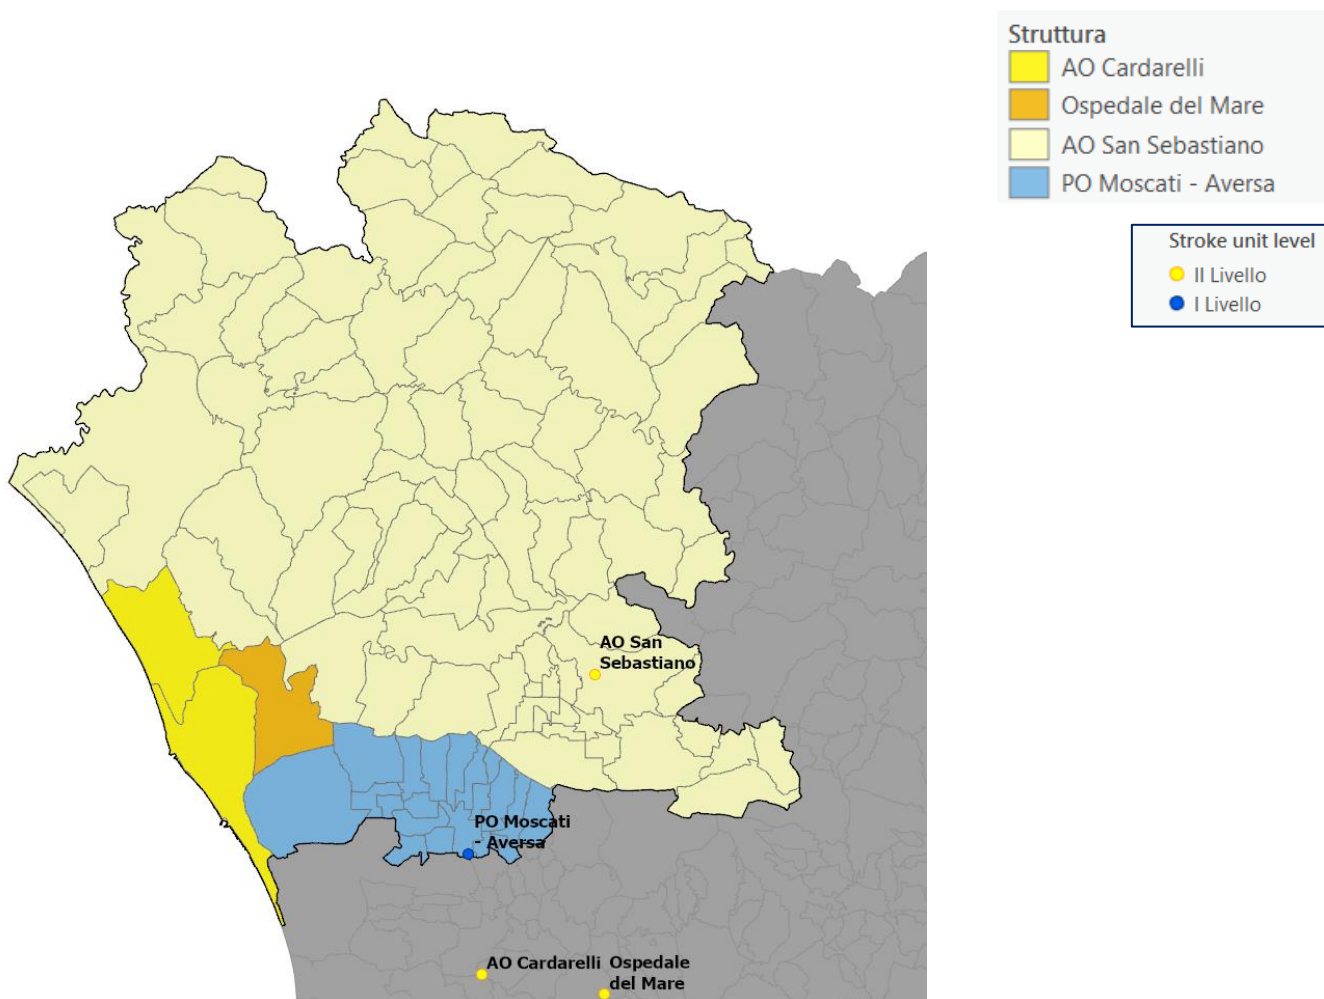 Struttura
AO Cardarelli
Ospedale del Mare
AO San Sebastiano
PO Moscati - Aversa
Stroke unit level
II Livello
I Livello
AO San
Sebastiano
PO Moscati
- Aversa
AO Cardarelli
Ospedale
del Mare